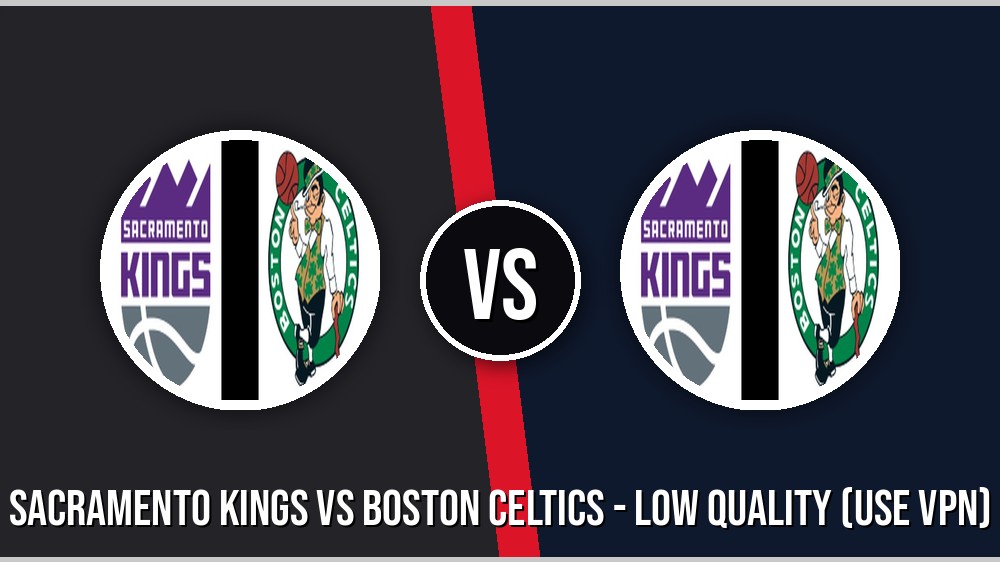 SACRAMENTO
KINGS
BOSTON CELTICS
VS
SACRAMENTO
KINGS
BOSTON CELTICS
SACRAMENTO KINGS VS BOSTON CELTICS - LOW QUALITY (USE VPN)